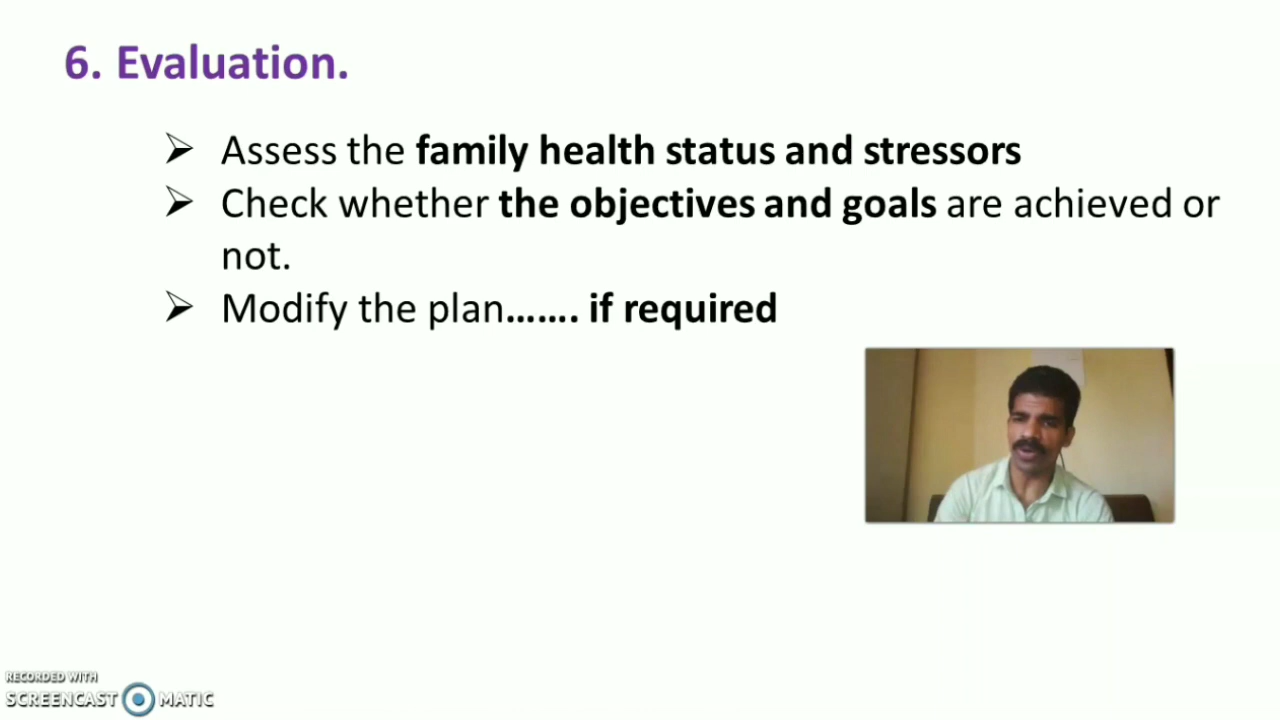 6. Evaluation.
➢ Assess the family health status and stressors
➢ Check whether the objectives and goals are achieved or
not.
➢ Modify the plan……. if required
RECORDED WITH
SCREENCAST MATIC